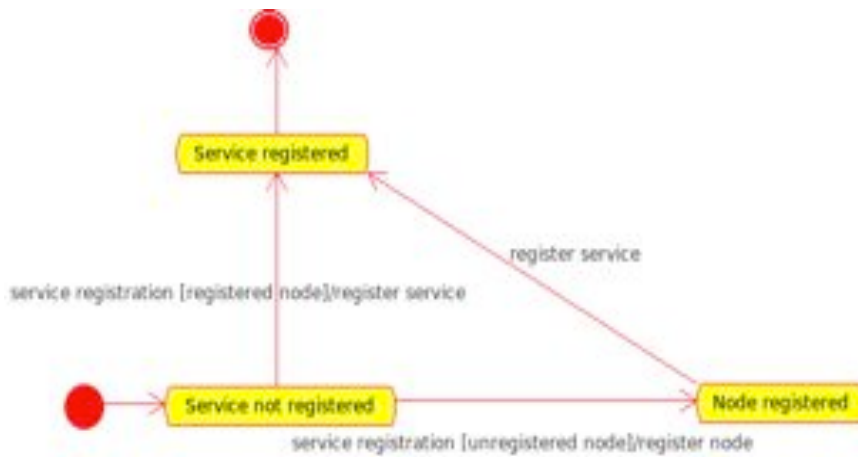 Service registered
register service
service registration [registered node]/register service
Service not registered
Node registered
service registration [unregistered node]/register node